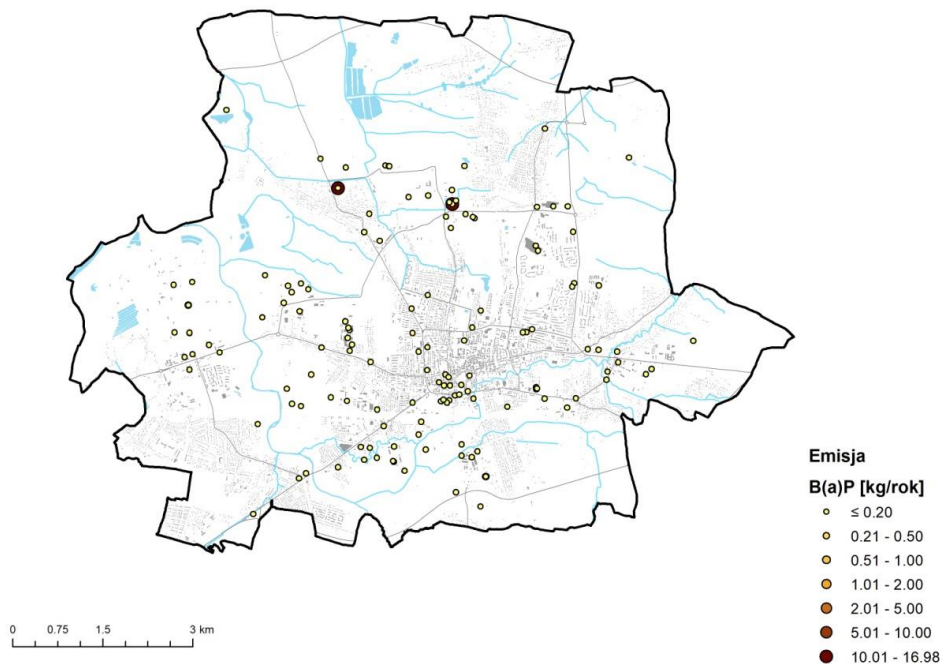 Emisja
B(a)P [kg/rok]
≤ 0.20
0.21 - 0.50
0.51 - 1.00
1.01 - 2.00
2.01 - 5.00
5.01 - 10.00
10.01 - 16.98
0 0.75 1.5 3 km